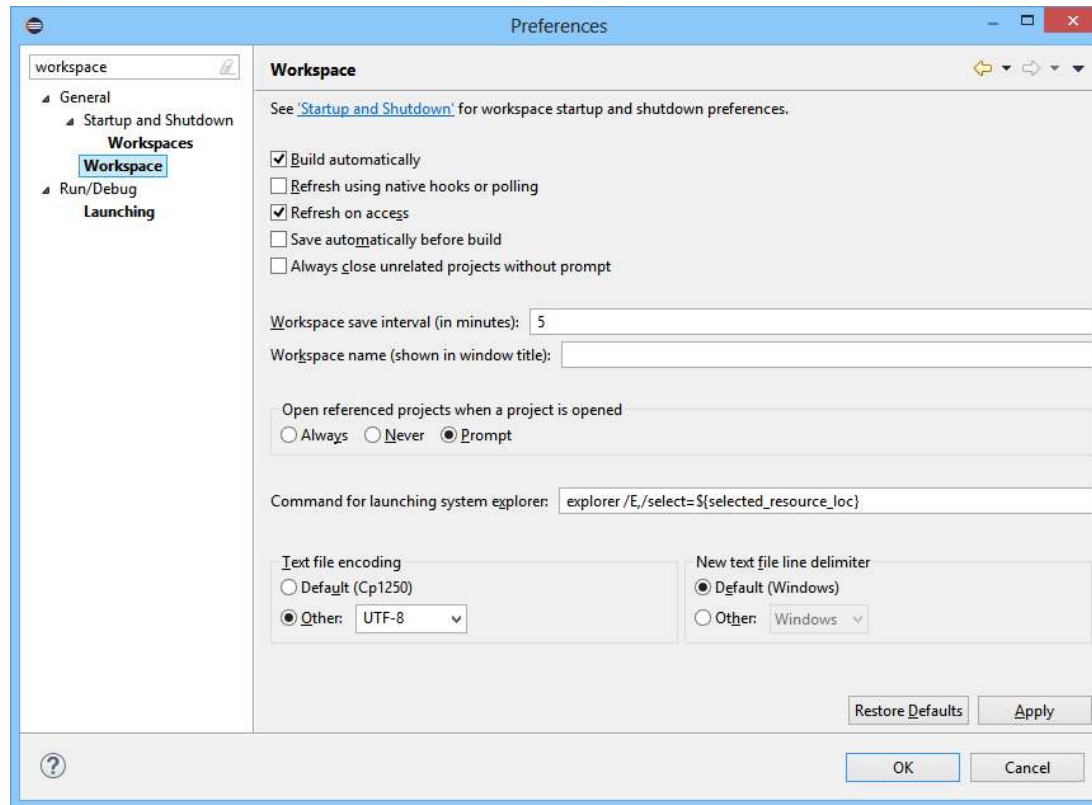 Preferences
workspace
General
Startup and Shutdown
Workspaces
Workspace
Run/Debug
Launching
Workspace
See 'Startup and Shutdown' for workspace startup and shutdown preferences.
Build automatically
Refresh using native hooks or polling
Refresh on access
Save automatically before build
Always close unrelated projects without prompt
Workspace save interval (in minutes): 5
Workspace name (shown in window title):
Open referenced projects when a project is opened
Always Never Prompt
Command for launching system explorer: explorer /E,/select=${selected_resource_loc}
Text file encoding
Default (Cp1250)
Other: UTF-8
New text file line delimiter
Default (Windows)
Other: Windows
Restore Defaults Apply
? OK Cancel